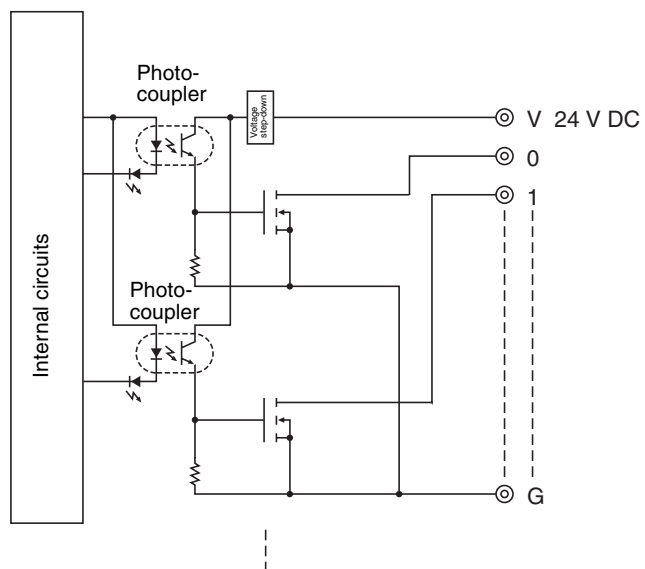 Photo-
coupler
Voltage
step-down
V 24 V DC
0
1
Internal circuits
Photo-
coupler
G